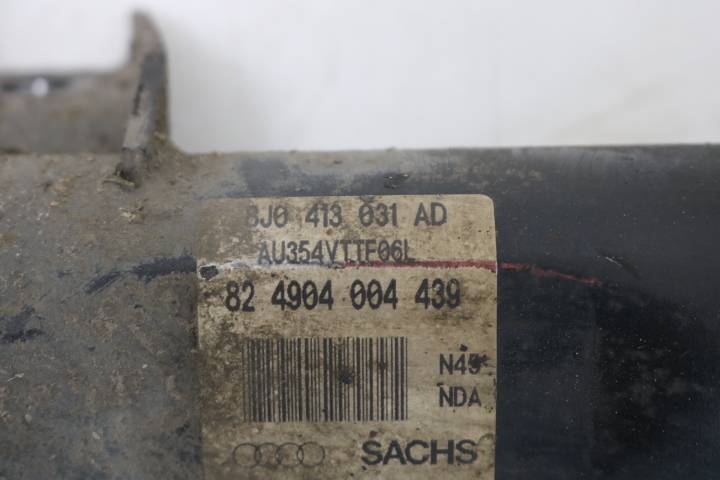 8J0 413 031 AD
AU354VTTF06L
82 4904 004 439
N45
NDA
SACHS